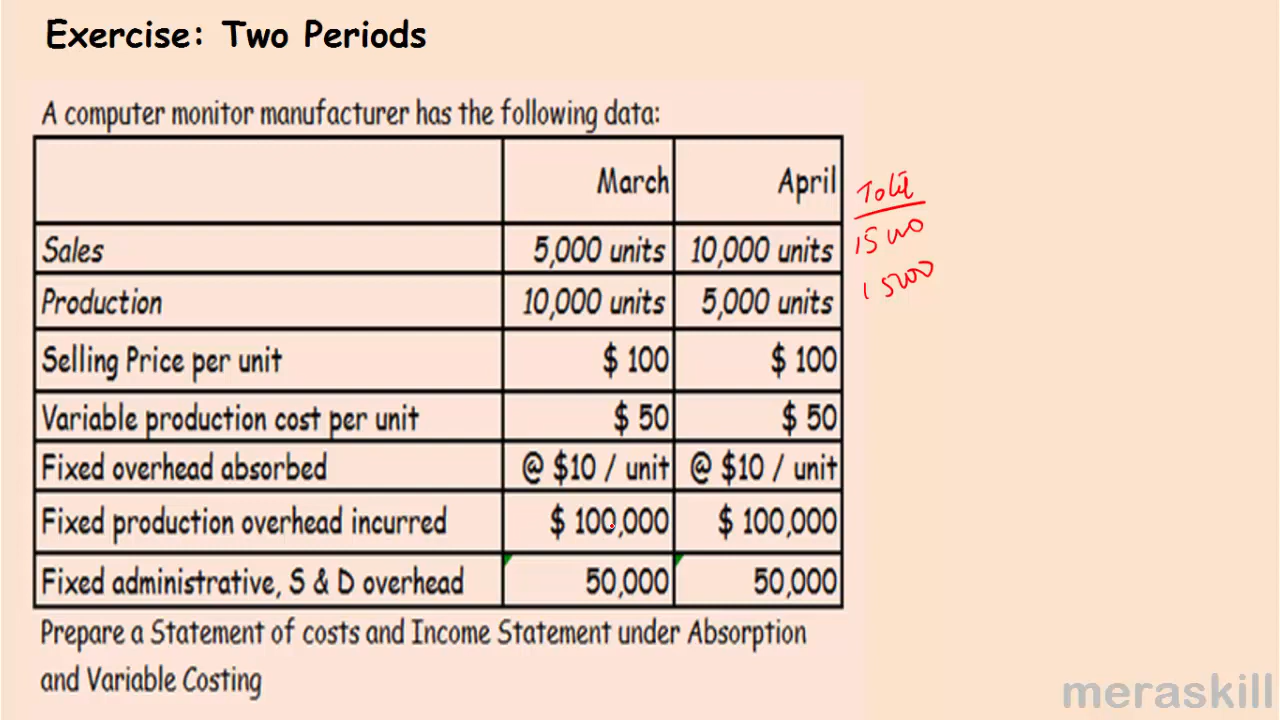 Exercise: Two Periods
A computer monitor manufacturer has the following data:
March April Total
Sales 5,000 units 10,000 units 15000
Production 10,000 units 5,000 units 15000
Selling Price per unit $ 100 $ 100
Variable production cost per unit $ 50 $ 50
Fixed overhead absorbed @ $10 / unit @ $10 / unit
Fixed production overhead incurred $ 100,000 $ 100,000
Fixed administrative, S & D overhead 50,000 50,000
Prepare a Statement of costs and Income Statement under Absorption
and Variable Costing
meraskill